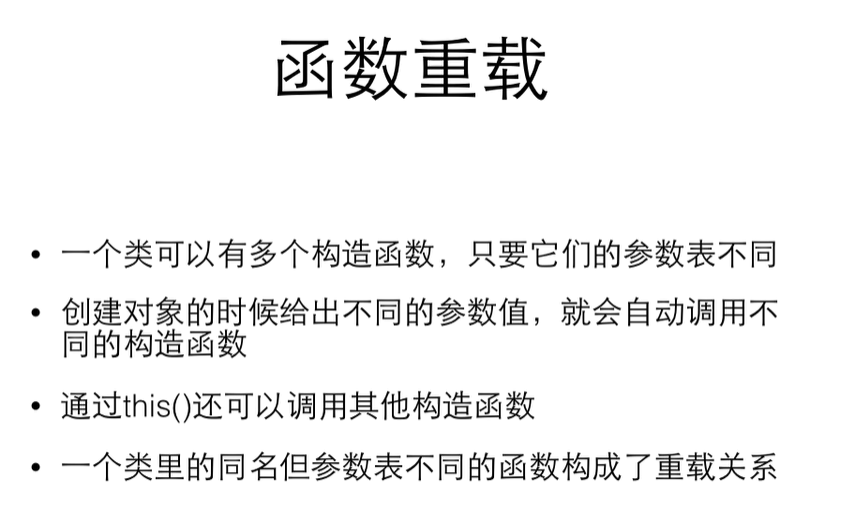 函数重载
• 一个类可以有多个构造函数，只要它们的参数表不同
• 创建对象的时候给出不同的参数值，就会自动调用不
同的构造函数
• 通过this()还可以调用其他构造函数
• 一个类里的同名但参数表不同的函数构成了重载关系